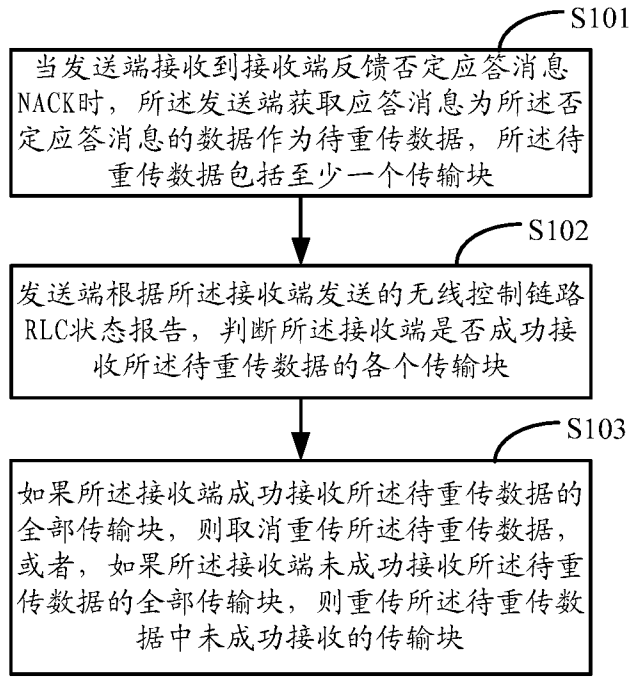 S101
当发送端接收到接收端反馈否定应答消息
NACK时，所述发送端获取应答消息为所述否
定应答消息的数据作为待重传数据，所述待
重传数据包括至少一个传输块
S102
发送端根据所述接收端发送的无线控制链路
RLC状态报告，判断所述接收端是否成功接
收所述待重传数据的各个传输块
S103
如果所述接收端成功接收所述待重传数据的
全部传输块，则取消重传所述待重传数据，
或者，如果所述接收端未成功接收所述待重
传数据的全部传输块，则重传所述待重传数
据中未成功接收的传输块